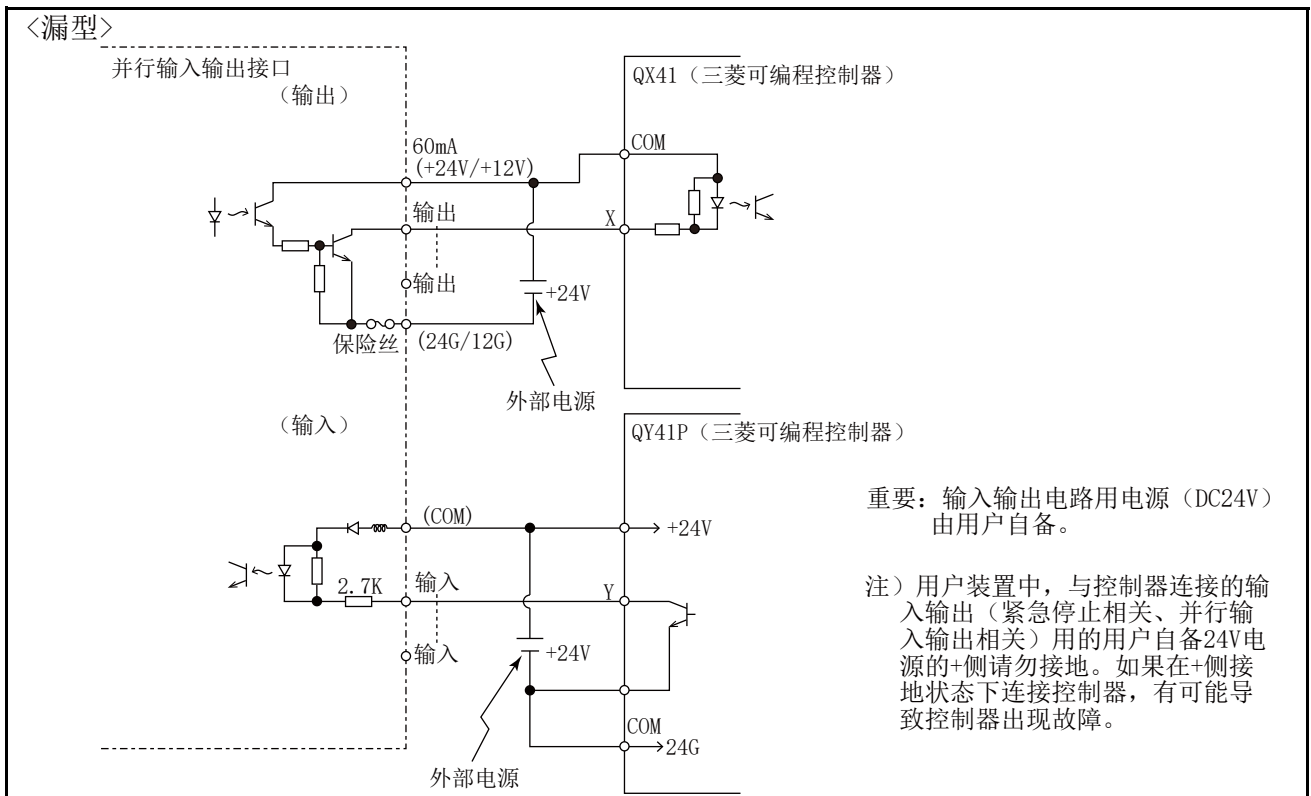 <漏型>
并行输入输出接口
（输出）
QX41（三菱可编程控制器）
60mA
(+24V/+12V)
COM
输出
X
输出
+24V
保险丝
(24G/12G)
外部电源
（输入）
QY41P（三菱可编程控制器）
(COM)
+24V
2.7K
输入
Y
输入
+24V
COM
24G
外部电源
重要：输入输出电路用电源（DC24V）
由用户自备。
注）用户装置中，与控制器连接的输
入输出（紧急停止相关、并行输
入输出相关）用的用户自备24V电
源的+侧请勿接地。如果在+侧接
地状态下连接控制器，有可能导
致控制器出现故障。